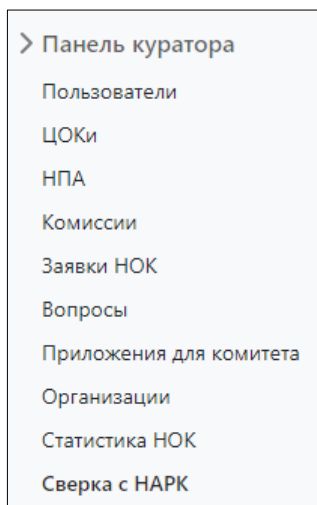 Панель куратора
Пользователи
ЦОКи
НПА
Комиссии
Заявки НОК
Вопросы
Приложения для комитета
Организации
Статистика НОК
Сверка с НАРК